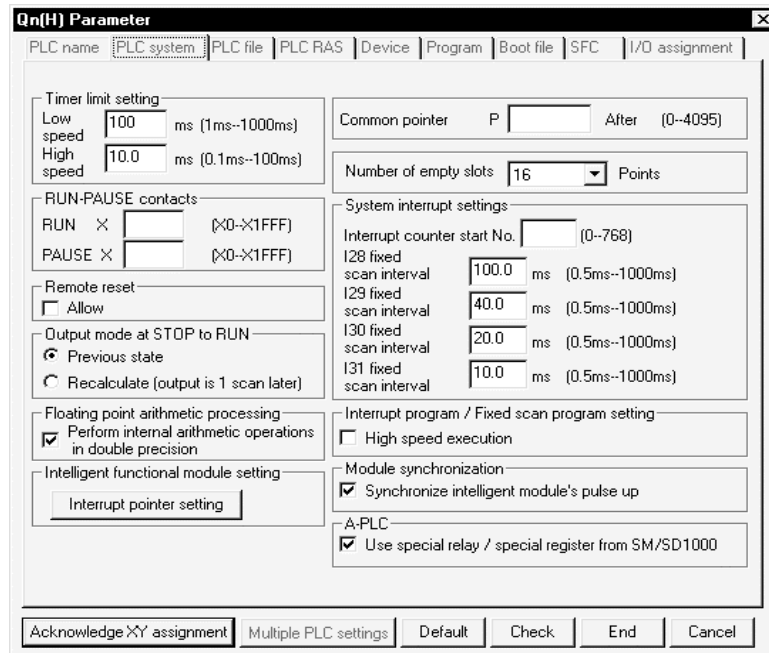 Qn(H) Parameter
PLC name PLC system PLC file PLC RAS Device Program Boot file SFC I/O assignment
Timer limit setting
Low speed 100 ms (1ms--1000ms)
High speed 10.0 ms (0.1ms--100ms)
RUN-PAUSE contacts
RUN X (X0--X1FFF)
PAUSE X (X0--X1FFF)
Remote reset
Allow
Output mode at STOP to RUN
Previous state
Recalculate (output is 1 scan later)
Floating point arithmetic processing
Perform internal arithmetic operations
in double precision
Intelligent functional module setting
Interrupt pointer setting
Common pointer P After (0--4095)
Number of empty slots 16 Points
System interrupt settings
Interrupt counter start No. (0--768)
I28 fixed
scan interval 100.0 ms (0.5ms--1000ms)
I29 fixed
scan interval 40.0 ms (0.5ms--1000ms)
I30 fixed
scan interval 20.0 ms (0.5ms--1000ms)
I31 fixed
scan interval 10.0 ms (0.5ms--1000ms)
Interrupt program / Fixed scan program setting
High speed execution
Module synchronization
Synchronize intelligent module's pulse up
A-PLC
Use special relay / special register from SM/SD1000
Acknowledge XY assignment Multiple PLC settings Default Check End Cancel